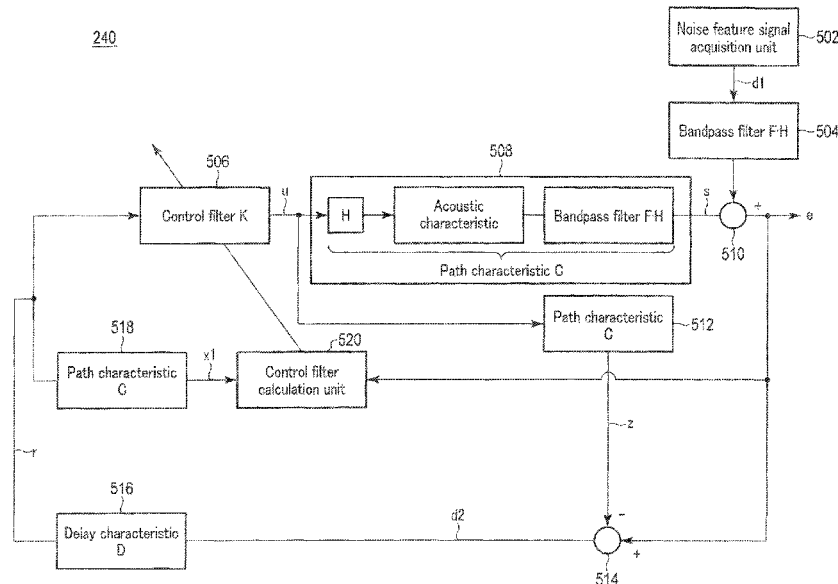 240
Noise feature signal
acquisition unit
502
d1
504
Bandpass filter F'H
506
508
Control filter K
u
H
Acoustic
characteristic
Bandpass filter F'H
Path characteristic C
s
+
e
510
518
520
512
Path characteristic
C
Path characteristic
C
x1
Control filter
calculation unit
z
r
516
Delay characteristic
D
d2
-
+
514